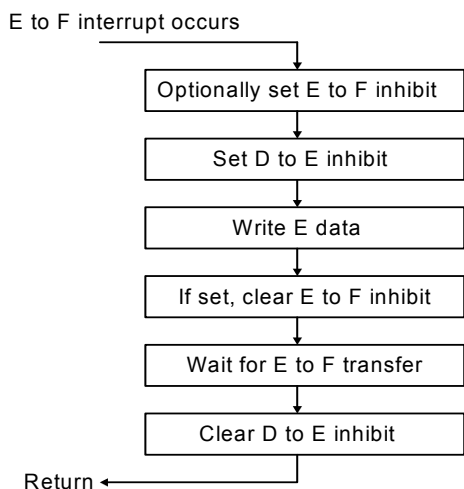 E to F interrupt occurs
Optionally set E to F inhibit
Set D to E inhibit
Write E data
If set, clear E to F inhibit
Wait for E to F transfer
Clear D to E inhibit
Return